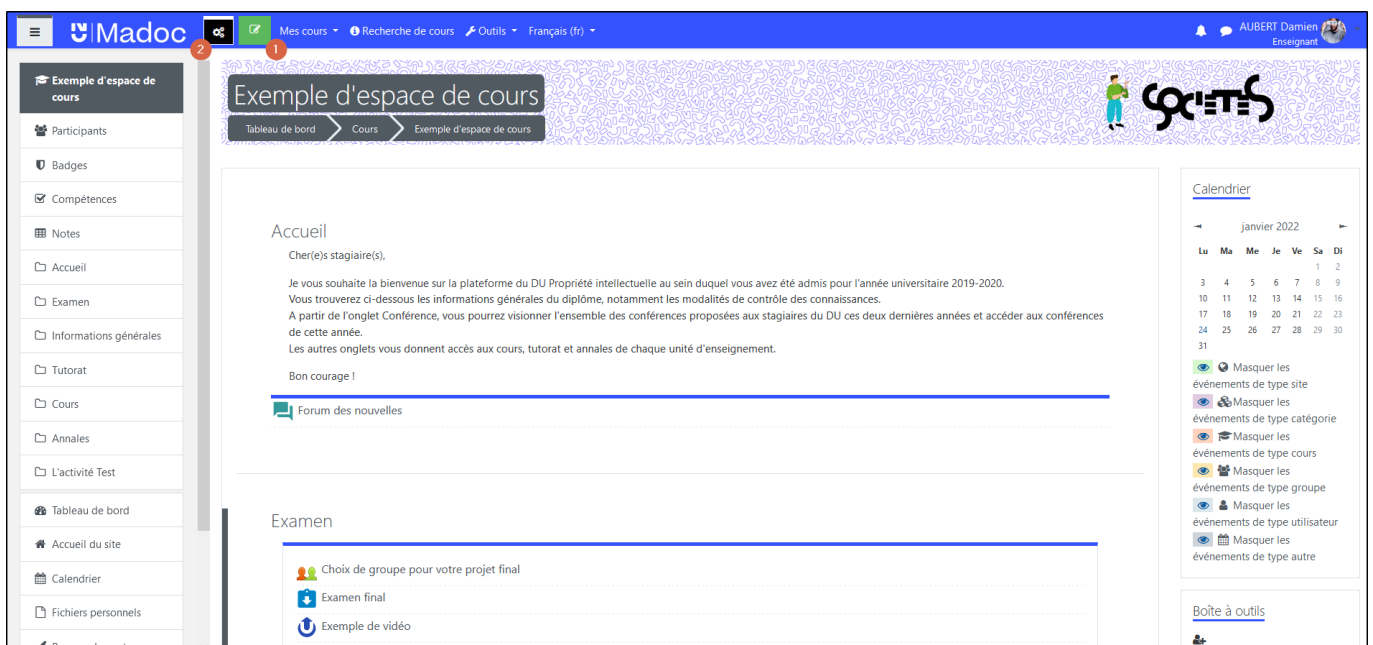 Madoc
Mes cours
Recherche de cours
Outils
Français (fr)
AUBERT Damien
Enseignant
2
1
Exemple d'espace de
cours
Participants
Badges
Compétences
Notes
Accueil
Examen
Informations générales
Tutorat
Cours
Annales
L'activité Test
Tableau de bord
Accueil du site
Calendrier
Fichiers personnels
Exemple d'espace de cours
Tableau de bord
Cours
Exemple d'espace de cours
SOCIETES
Accueil
Cher(e)s stagiaire(s),
Je vous souhaite la bienvenue sur la plateforme du DU Propriété intellectuelle au sein duquel vous avez été admis pour l'année universitaire 2019-2020.
Vous trouverez ci-dessous les informations générales du diplôme, notamment les modalités de contrôle des connaissances.
A partir de l'onglet Conférence, vous pourrez visionner l'ensemble des conférences proposées aux stagiaires du DU ces deux dernières années et accéder aux conférences
de cette année.
Les autres onglets vous donnent accès aux cours, tutorat et annales de chaque unité d'enseignement.
Bon courage !
Forum des nouvelles
Examen
Choix de groupe pour votre projet final
Examen final
Exemple de vidéo
Calendrier
janvier 2022
Lu Ma Me Je Ve Sa Di
1 2
3 4 5 6 7 8 9
10 11 12 13 14 15 16
17 18 19 20 21 22 23
24 25 26 27 28 29 30
31
Masquer les
événements de type site
Masquer les
événements de type catégorie
Masquer les
événements de type cours
Masquer les
événements de type groupe
Masquer les
événements de type utilisateur
Masquer les
événements de type autre
Boîte à outils